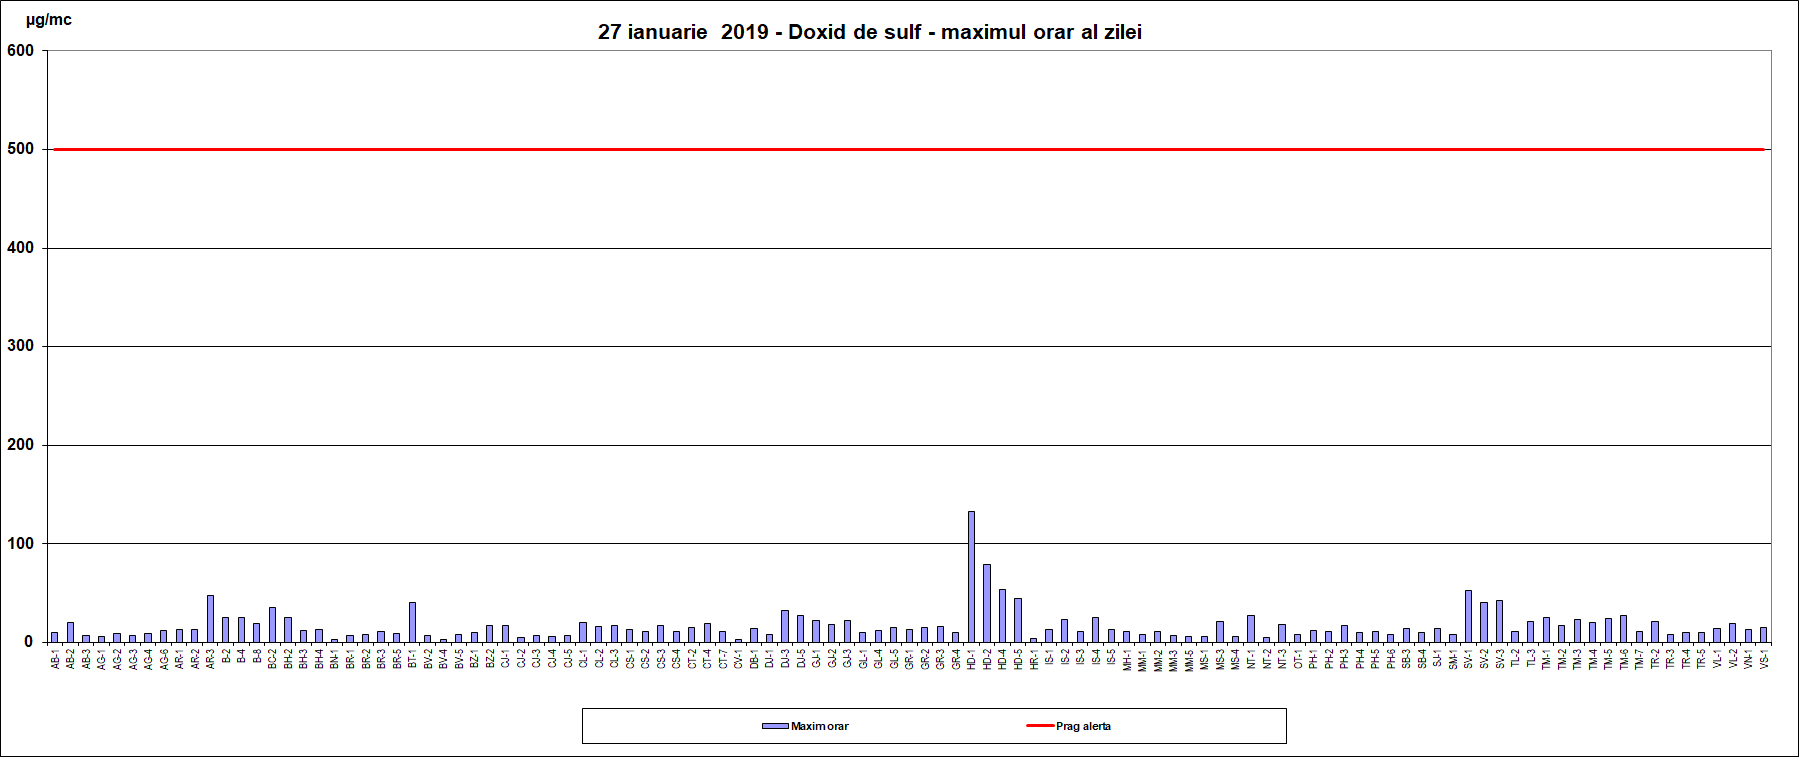 µg/mc
27 ianuarie  2019 - Doxid de sulf - maximul orar al zilei
600
500
400
300
200
100
0
AB-1 AB-2 AB-3 AG-1 AG-2 AG-3 AG-4 AG-6 AR-1 AR-2 AR-3 B-2 B-4 B-8 BC-2 BH-2 BH-3 BH-4 BN-1 BR-1 BR-2 BR-3 BR-5 BT-1 BV-2 BV-4 BV-5 BZ-1 BZ-2 CJ-1 CJ-2 CJ-3 CJ-4 CJ-5 CL-1 CL-2 CL-3 CS-1 CS-2 CS-3 CS-4 CT-2 CT-4 CT-7 CV-1 DB-1 DJ-1 DJ-3 DJ-5 GJ-1 GJ-2 GJ-3 GL-1 GL-4 GL-5 GR-1 GR-2 GR-3 GR-4 HD-1 HD-2 HD-4 HD-5 HR-1 IS-1 IS-2 IS-3 IS-4 IS-5 MH-1 MM-1 MM-2 MM-3 MM-5 MS-1 MS-3 MS-4 NT-1 NT-2 NT-3 OT-1 PH-1 PH-2 PH-3 PH-4 PH-5 PH-6 SB-3 SB-4 SJ-1 SM-1 SV-1 SV-2 SV-3 TL-2 TL-3 TM-1 TM-2 TM-3 TM-4 TM-5 TM-6 TM-7 TR-2 TR-3 TR-4 TR-5 VL-1 VL-2 VN-1 VS-1
Maxim orar
Prag alerta